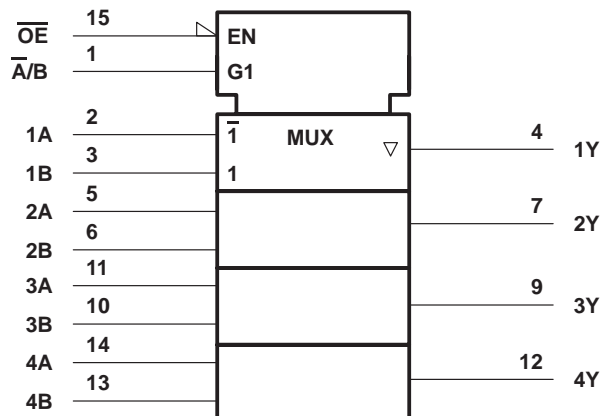 15
O̅E̅ EN
1
A̅/B G1
2
1A 1̅ MUX ▽ 4 1Y
3
1B 1
5
2A 7 2Y
6
2B
11
3A 9 3Y
10
3B
14
4A 12 4Y
13
4B